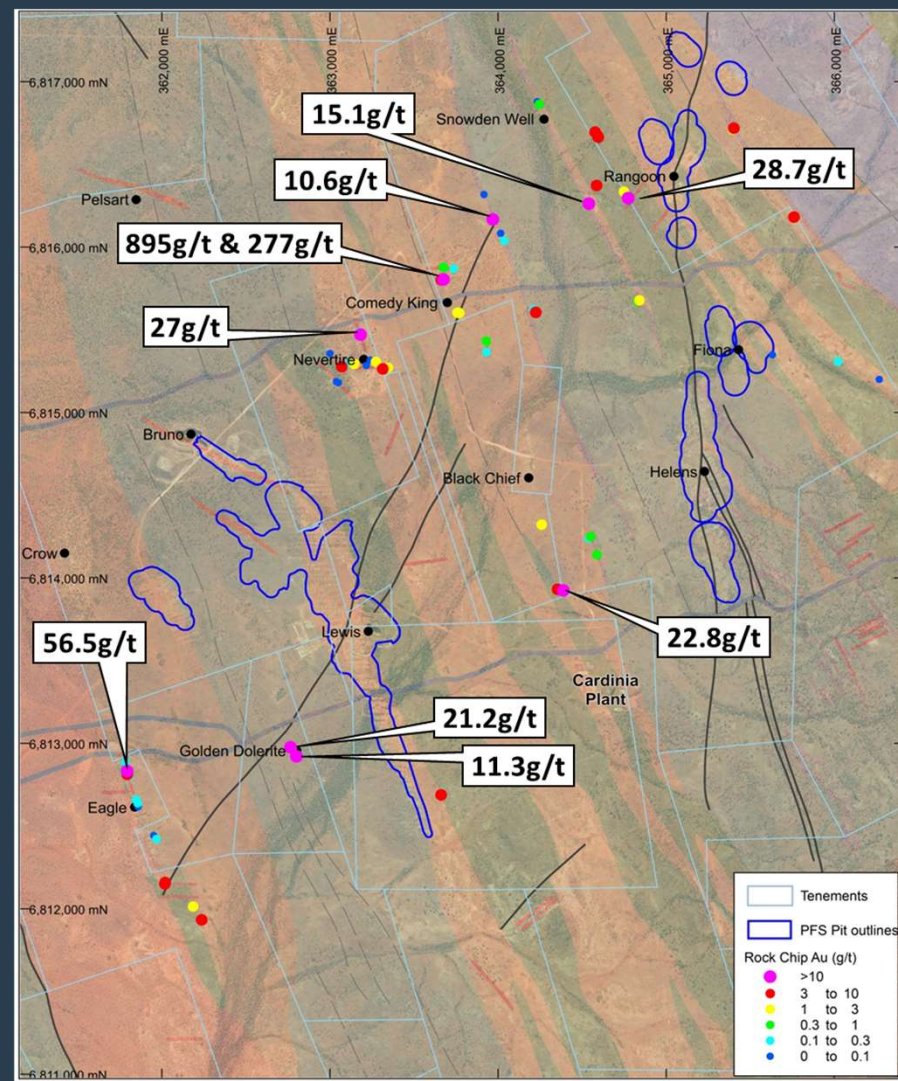 362,000 mE
363,000 mE
364,000 mE
365,000 mE
366,000 mE
6,817,000 mN
Snowden Well
15.1g/t
Rangoon
28.7g/t
10.6g/t
Pelsart
6,816,000 mN
895g/t & 277g/t
Comedy King
27g/t
Nevertire
Fiona
6,815,000 mN
Bruno
Black Chief
Helens
Crow
6,814,000 mN
Lewis
22.8g/t
56.5g/t
Cardinia
Plant
21.2g/t
6,813,000 mN
Golden Dolerite
11.3g/t
Eagle
6,812,000 mN
Tenements
PFS Pit outlines
Rock Chip Au (g/t)
>10
3 to 10
1 to 3
0.3 to 1
0.1 to 0.3
0 to 0.1
6,811,000 mN